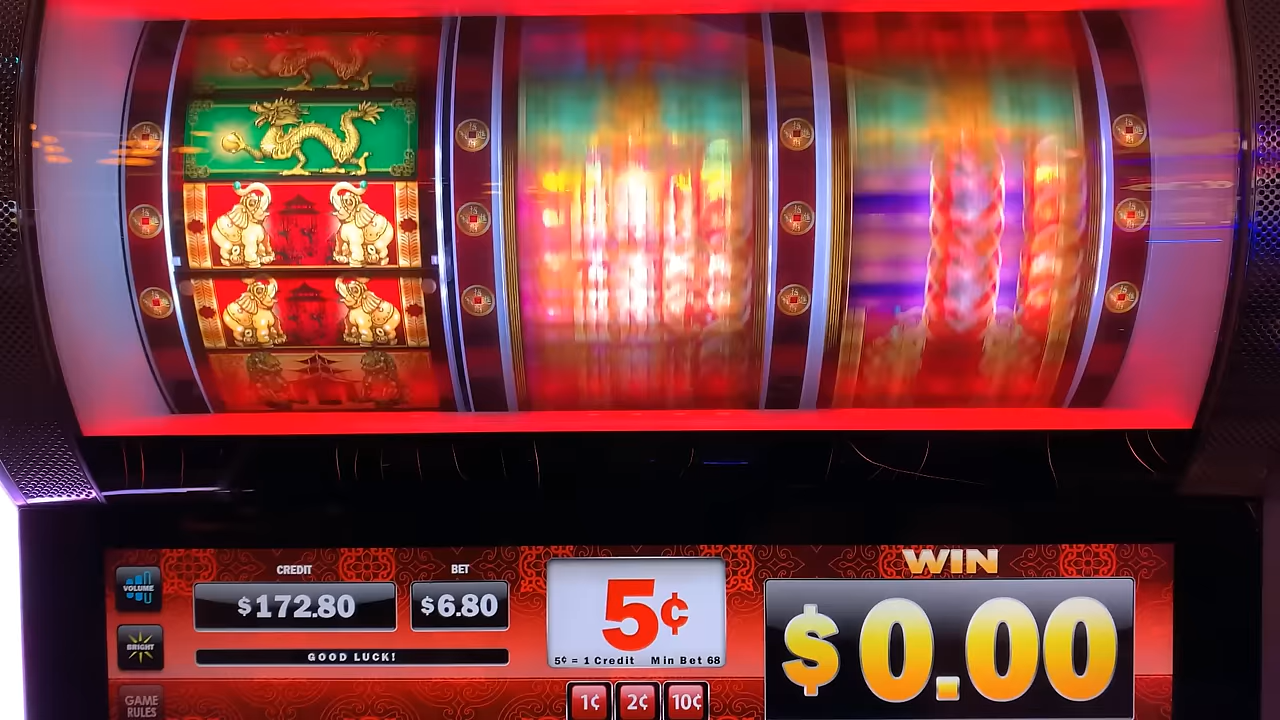 CREDIT
BET
WIN
VOLUME
$172.80
$6.80
5¢
$0.00
BRIGHT
GOOD LUCK!
5¢ = 1 Credit Min Bet 68
GAME
RULES
1¢
2¢
10¢